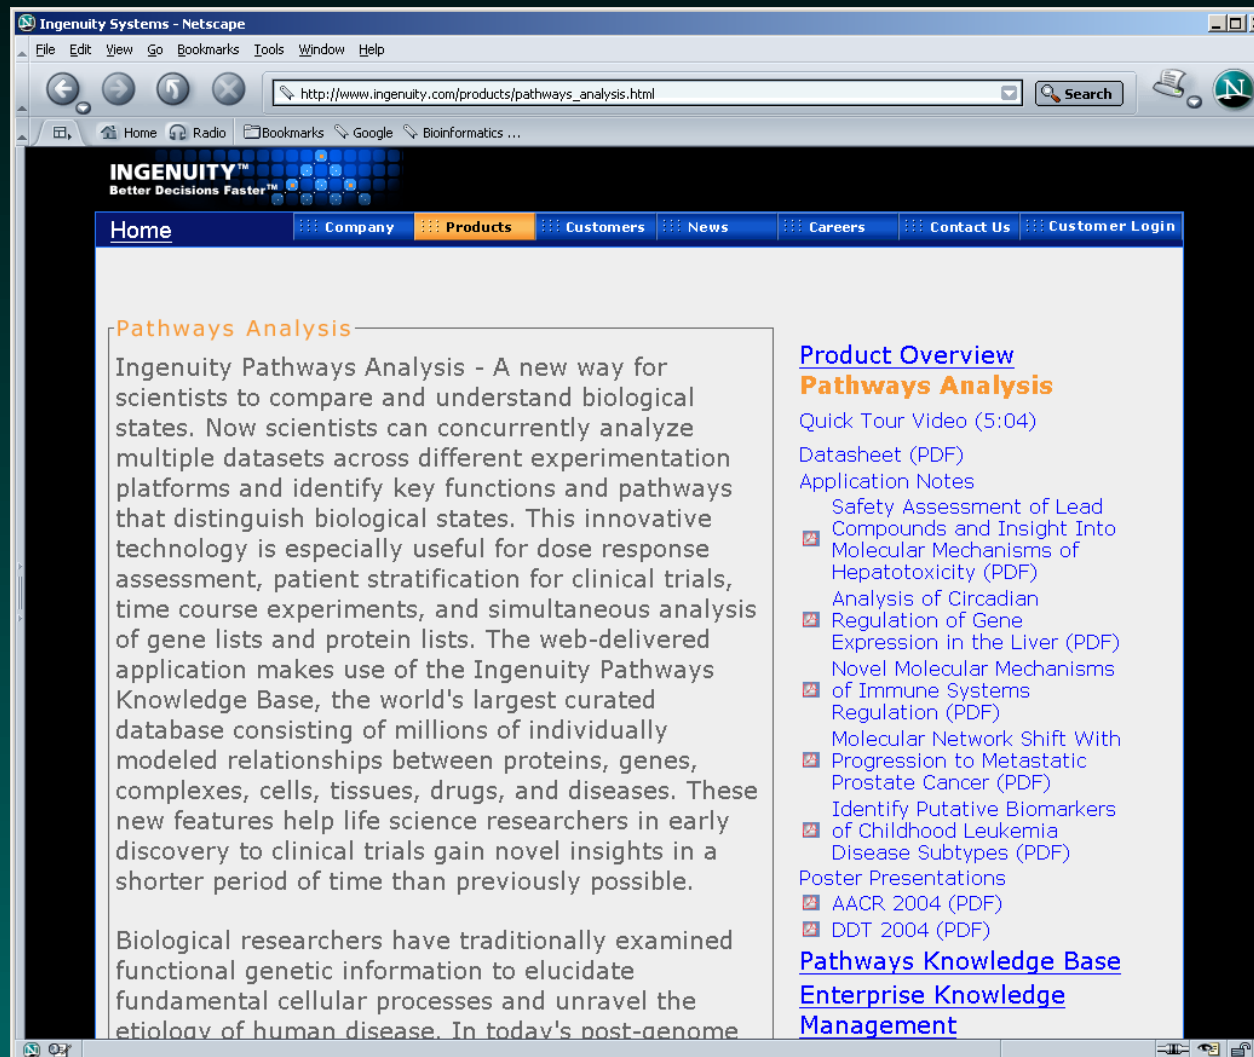 Ingenuity Systems - Netscape
File Edit View Go Bookmarks Tools Window Help
http://www.ingenuity.com/products/pathways_analysis.html
Search
N
Home Radio Bookmarks Google Bioinformatics ...
INGENUITY™
Better Decisions Faster™
Home Company Products Customers News Careers Contact Us Customer Login
Pathways Analysis
Ingenuity Pathways Analysis - A new way for
scientists to compare and understand biological
states. Now scientists can concurrently analyze
multiple datasets across different experimentation
platforms and identify key functions and pathways
that distinguish biological states. This innovative
technology is especially useful for dose response
assessment, patient stratification for clinical trials,
time course experiments, and simultaneous analysis
of gene lists and protein lists. The web-delivered
application makes use of the Ingenuity Pathways
Knowledge Base, the world's largest curated
database consisting of millions of individually
modeled relationships between proteins, genes,
complexes, cells, tissues, drugs, and diseases. These
new features help life science researchers in early
discovery to clinical trials gain novel insights in a
shorter period of time than previously possible.
Biological researchers have traditionally examined
functional genetic information to elucidate
fundamental cellular processes and unravel the
etiology of human disease. In today's post-genome
Product Overview
Pathways Analysis
Quick Tour Video (5:04)
Datasheet (PDF)
Application Notes
Safety Assessment of Lead
Compounds and Insight Into
Molecular Mechanisms of
Hepatotoxicity (PDF)
Analysis of Circadian
Regulation of Gene
Expression in the Liver (PDF)
Novel Molecular Mechanisms
of Immune Systems
Regulation (PDF)
Molecular Network Shift With
Progression to Metastatic
Prostate Cancer (PDF)
Identify Putative Biomarkers
of Childhood Leukemia
Disease Subtypes (PDF)
Poster Presentations
AACR 2004 (PDF)
DDT 2004 (PDF)
Pathways Knowledge Base
Enterprise Knowledge
Management